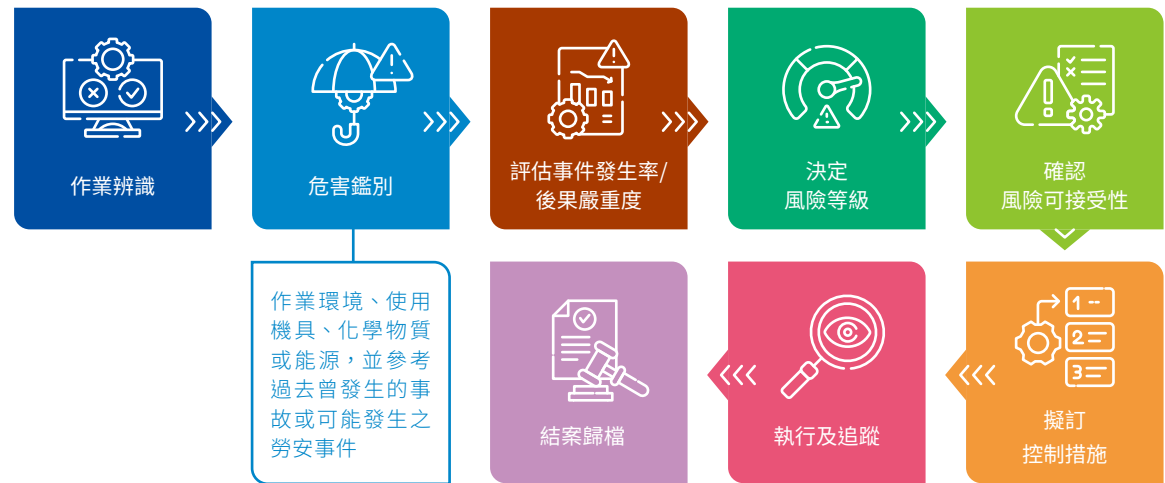 作業辨識
危害鑑別
評估事件發生率/
後果嚴重度
決定
風險等級
確認
風險可接受性
作業環境、使用
機具、化學物質
或能源，並參考
過去曾發生的事
故或可能發生之
勞安事件
結案歸檔
執行及追蹤
1
2
3
擬訂
控制措施